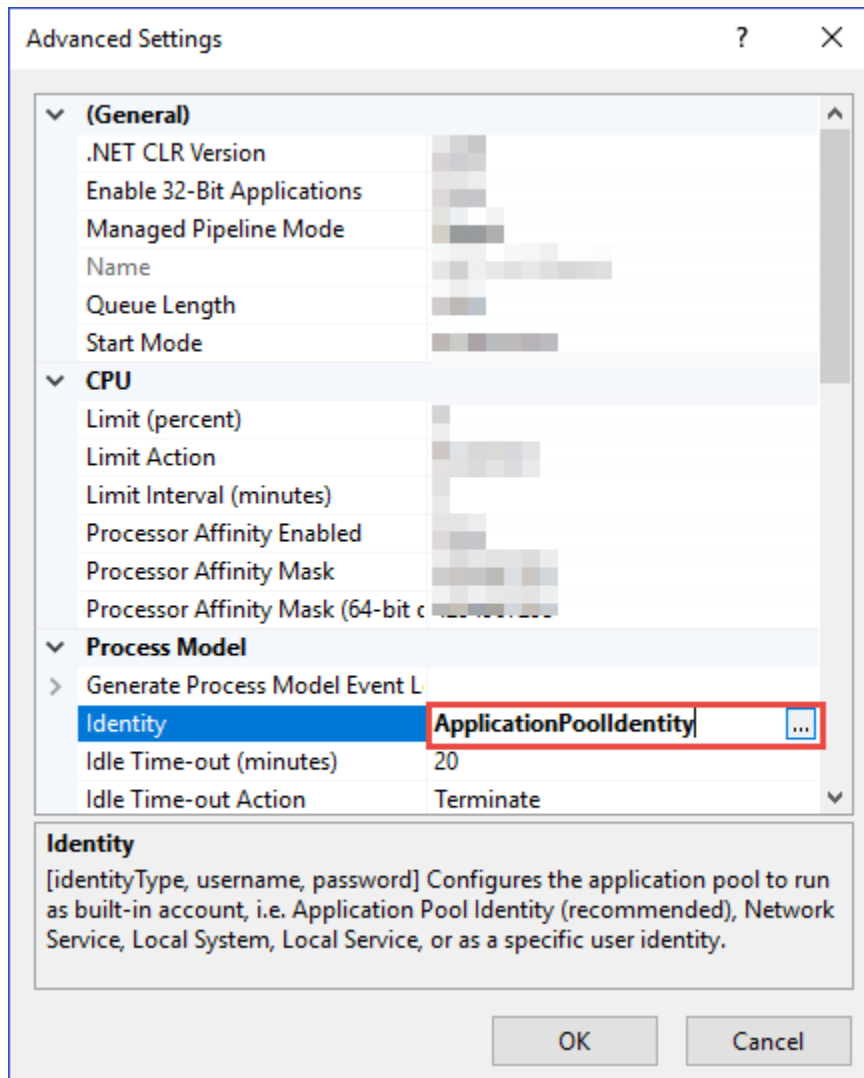 Advanced Settings ?
(General)
.NET CLR Version
Enable 32-Bit Applications
Managed Pipeline Mode
Name
Queue Length
Start Mode
CPU
Limit (percent)
Limit Action
Limit Interval (minutes)
Processor Affinity Enabled
Processor Affinity Mask
Processor Affinity Mask (64-bit
Process Model
Generate Process Model Event
Identity ApplicationPoolIdentity ...
Idle Time-out (minutes) 20
Idle Time-out Action Terminate
Identity
[identityType, username, password] Configures the application pool to run
as built-in account, i.e. Application Pool Identity (recommended), Network
Service, Local System, Local Service, or as a specific user identity.
OK Cancel